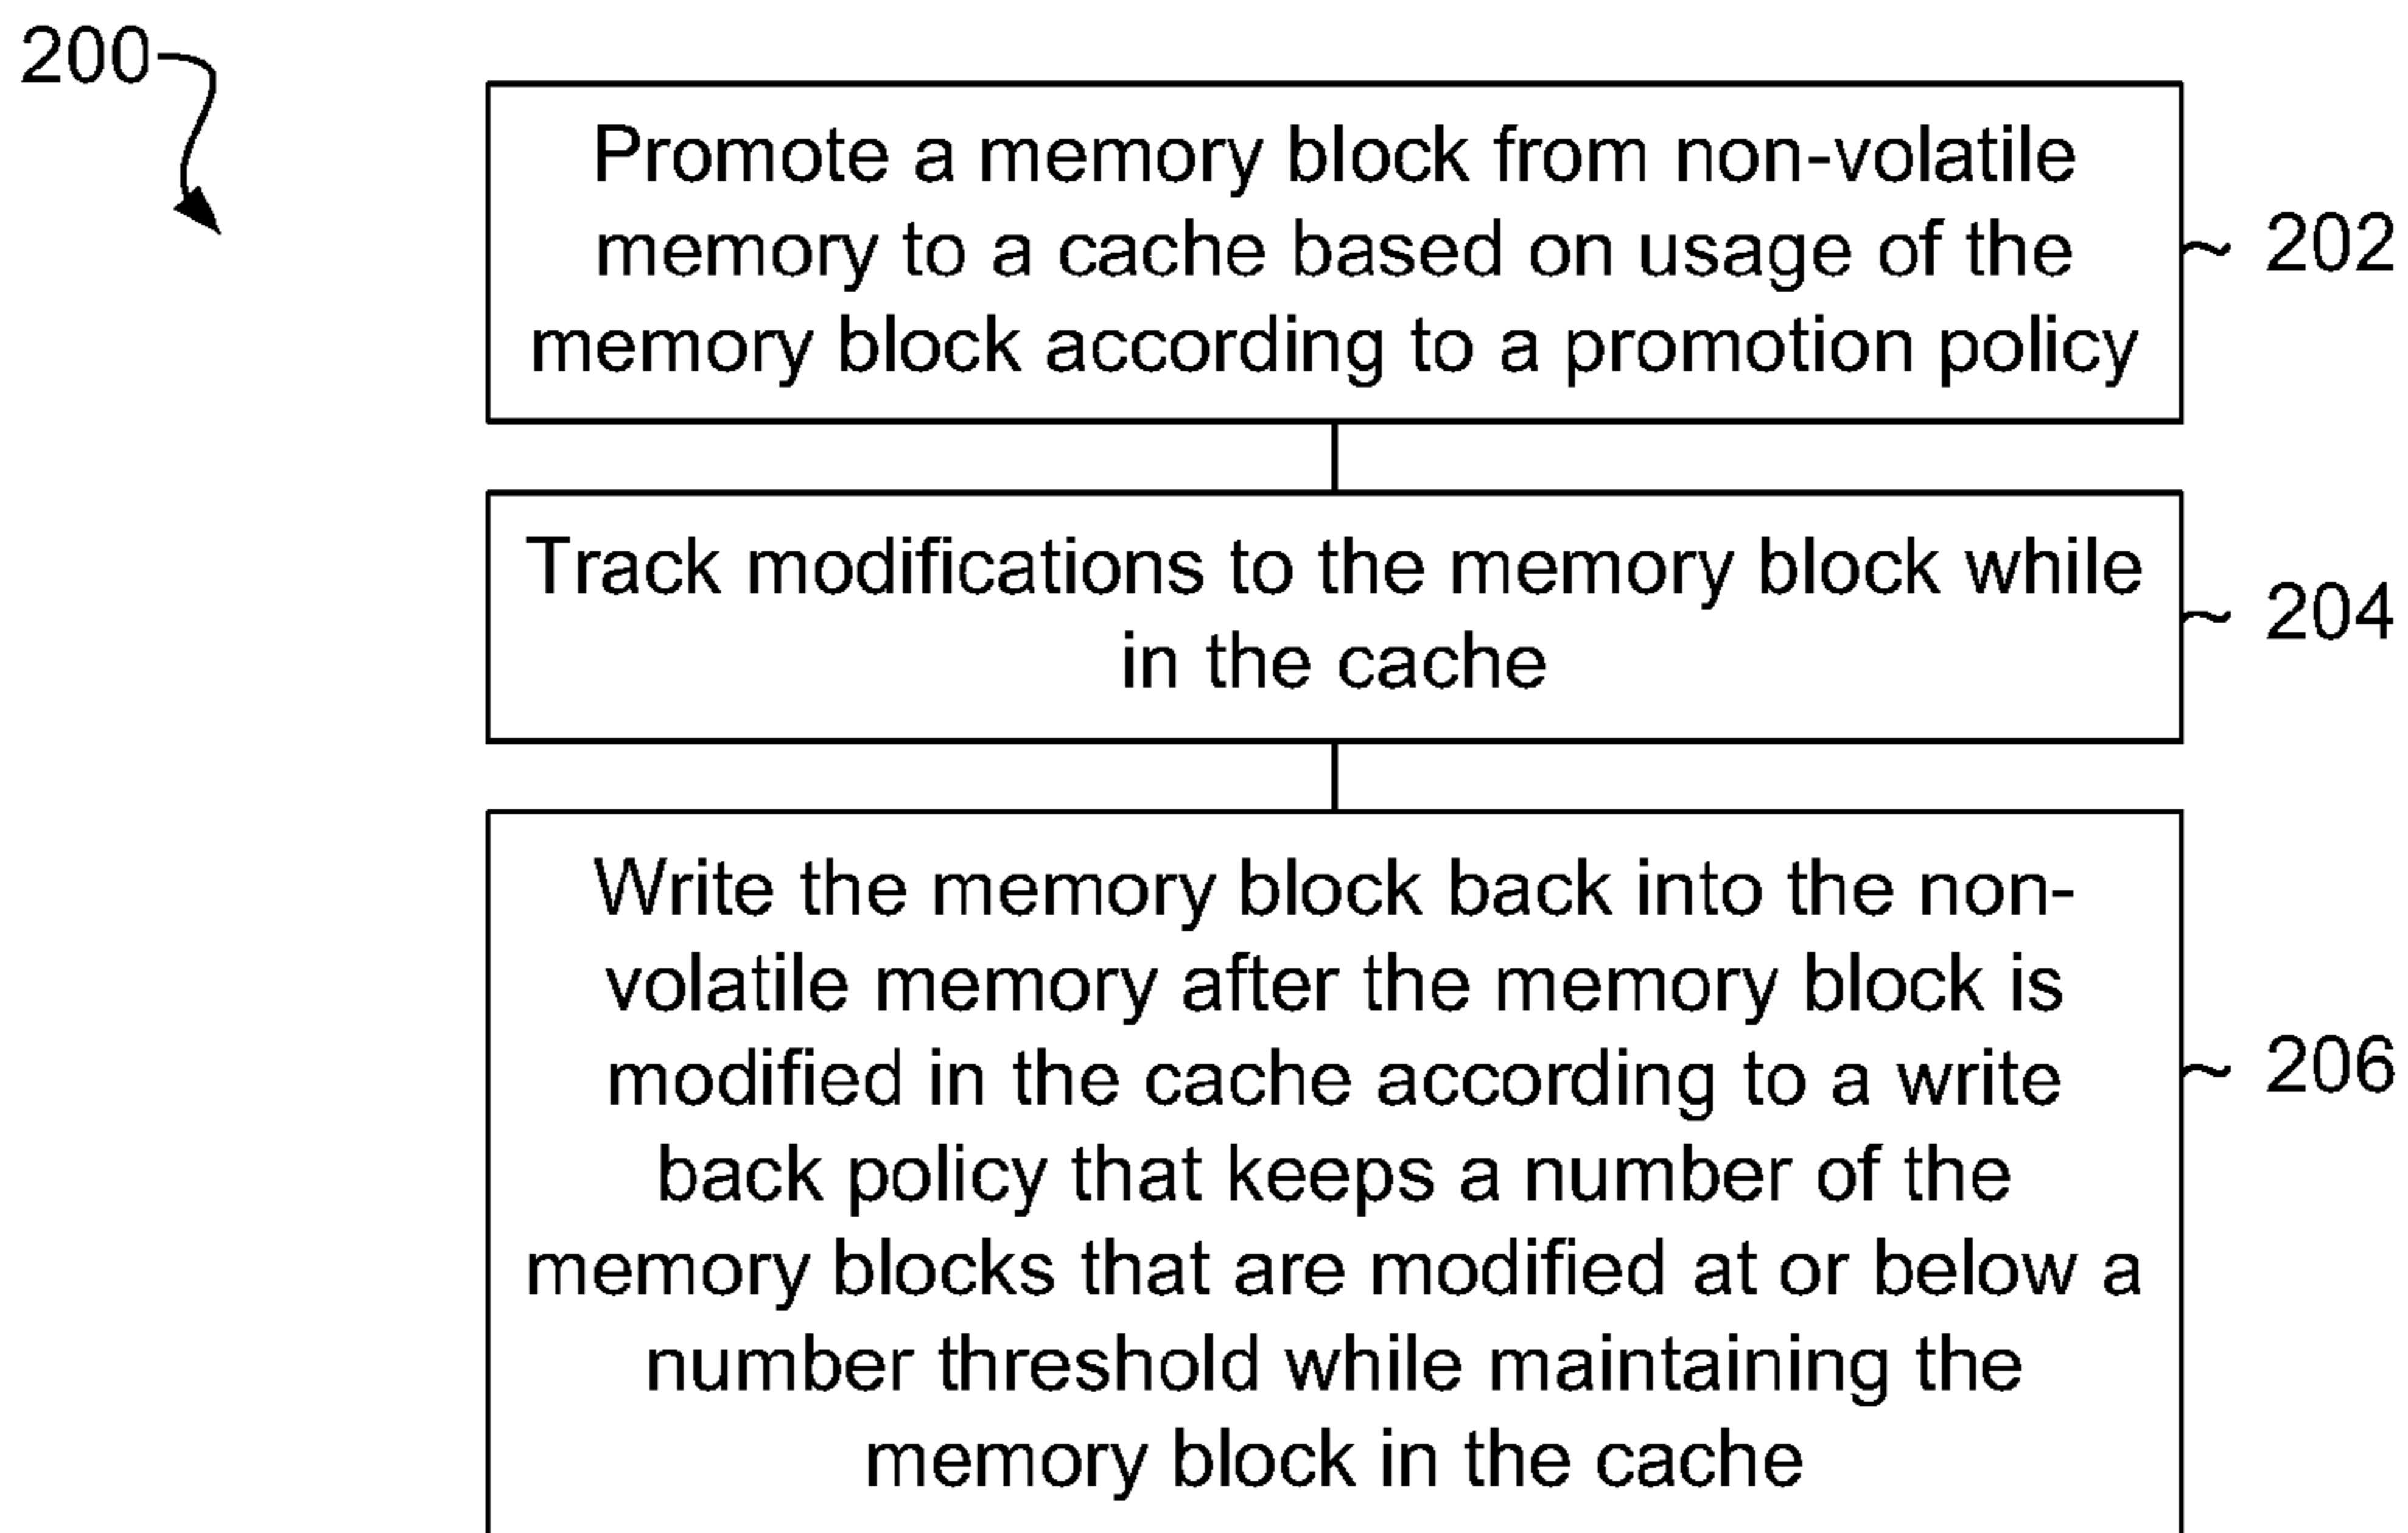 200
Promote a memory block from non-volatile
memory to a cache based on usage of the
memory block according to a promotion policy
202
Track modifications to the memory block while
in the cache
204
Write the memory block back into the non-
volatile memory after the memory block is
modified in the cache according to a write
back policy that keeps a number of the
memory blocks that are modified at or below a
number threshold while maintaining the
memory block in the cache
206